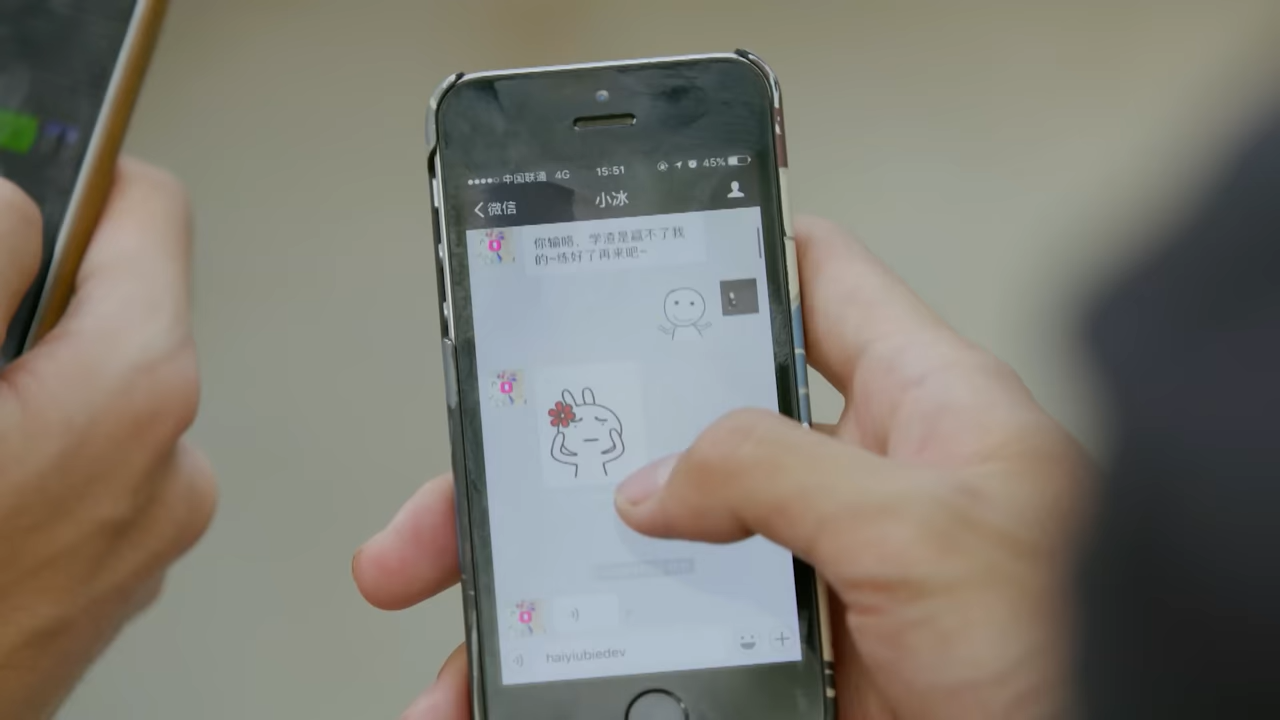 中国联通 4G 15:51 45%
微信 小冰
你输咯，学渣是赢不了我
的~练好了再来吧~
haiyiubiedev